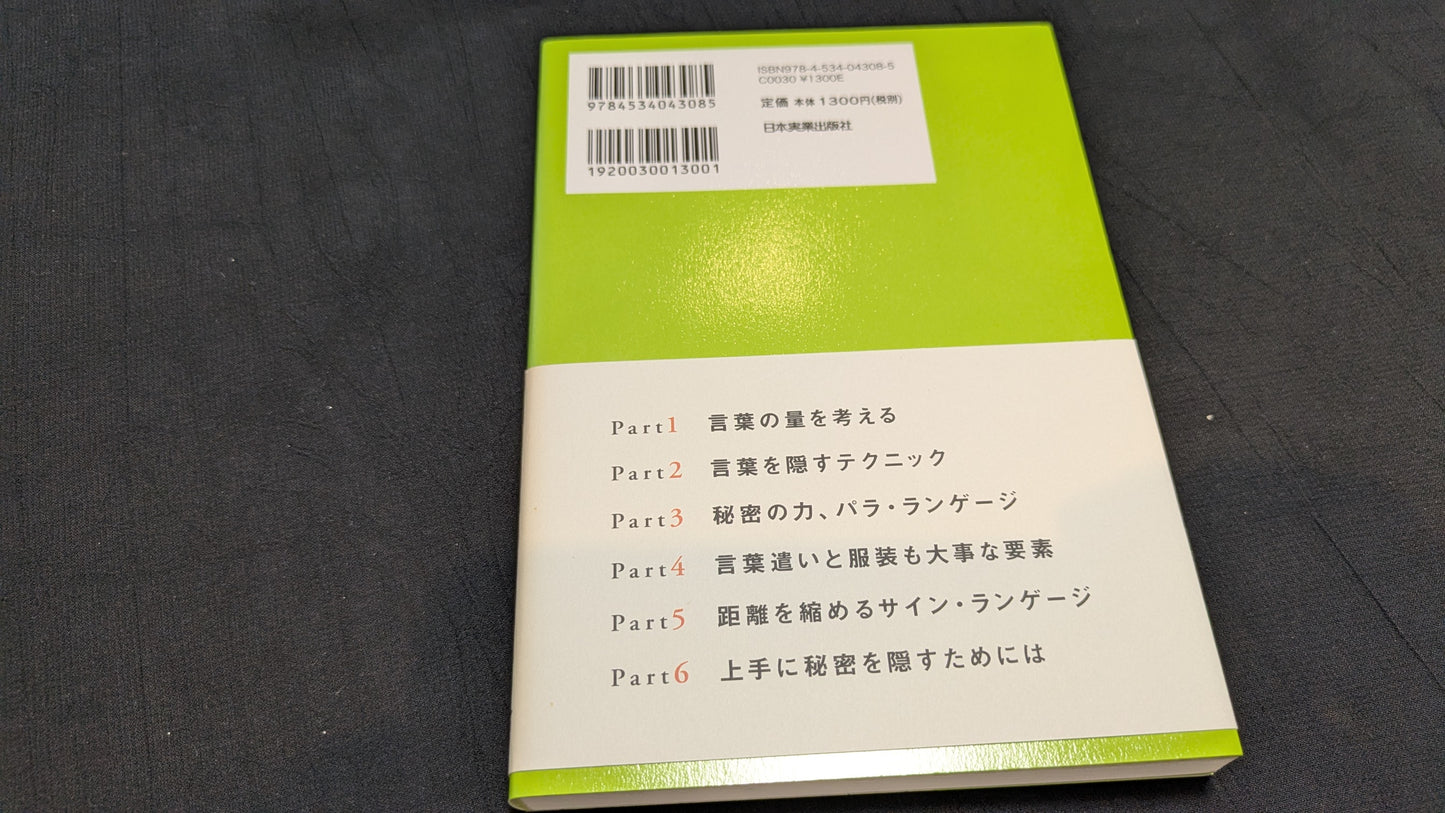 9784534043085
1920030013001
ISBN978-4-534-04308-5
C0030 ¥1300E
定価 本体1300円(税別)
日本実業出版社
Part1 言葉の量を考える
Part2 言葉を隠すテクニック
Part3 秘密の力、パラ・ランゲージ
Part4 言葉遣いと服装も大事な要素
Part5 距離を縮めるサイン・ランゲージ
Part6 上手に秘密を隠すためには